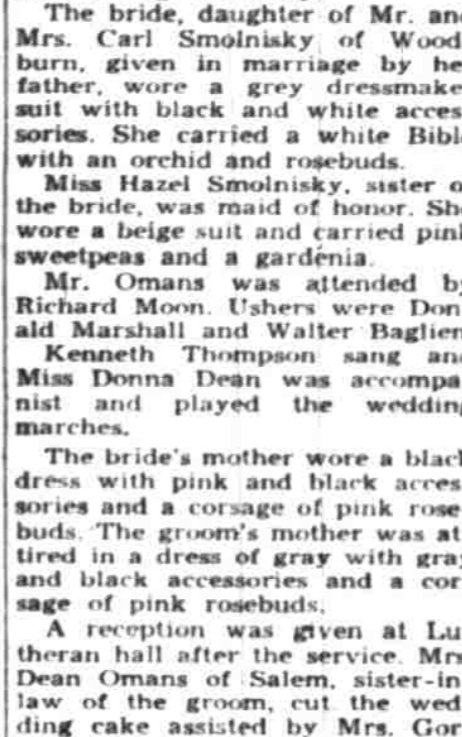 The bride, daughter of Mr. and
Mrs. Carl Smolnisky of Wood-
burn, given in marriage by he
father, wore a grey dressmake
suit with black and white acces
sories. She carried a white Bibl
with an orchid and rosebuds.
Miss Hazel Smolnisky, sister o
the bride, was maid of honor. She
wore a beige suit and carried pink
sweetpeas and a gardenia.
Mr. Omans was attended by
Richard Moon. Ushers were Don
ald Marshall and Walter Baglien
Kenneth Thompson sang and
Miss Donna Dean was accompa
nist and played the wedding
marches.
The bride's mother wore a black
dress with pink and black acces
sories and a corsage of pink rose
buds. The groom's mother was at
tired in a dress of gray with gray
and black accessories and a cor
sage of pink rosebuds.
A reception was given at Lu
theran hall after the service. Mrs
Dean Omans of Salem, sister-in
law of the groom, cut the wed
ding cake assisted by Mrs. Gor